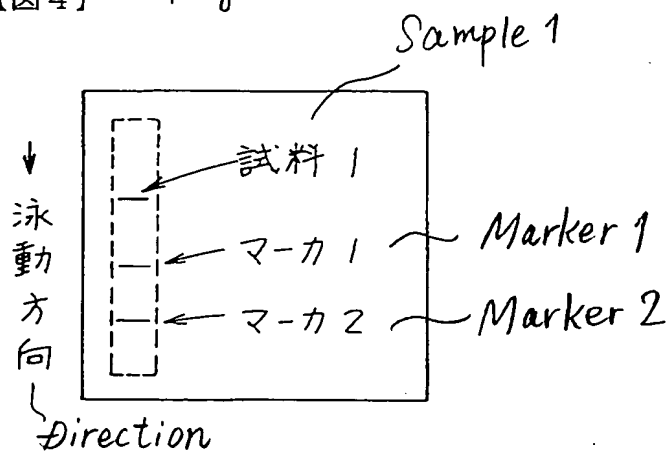 【図4】
Sample 1
試料 1
マーカ 1
Marker 1
マーカ 2
Marker 2
↓
泳動方向
Direction